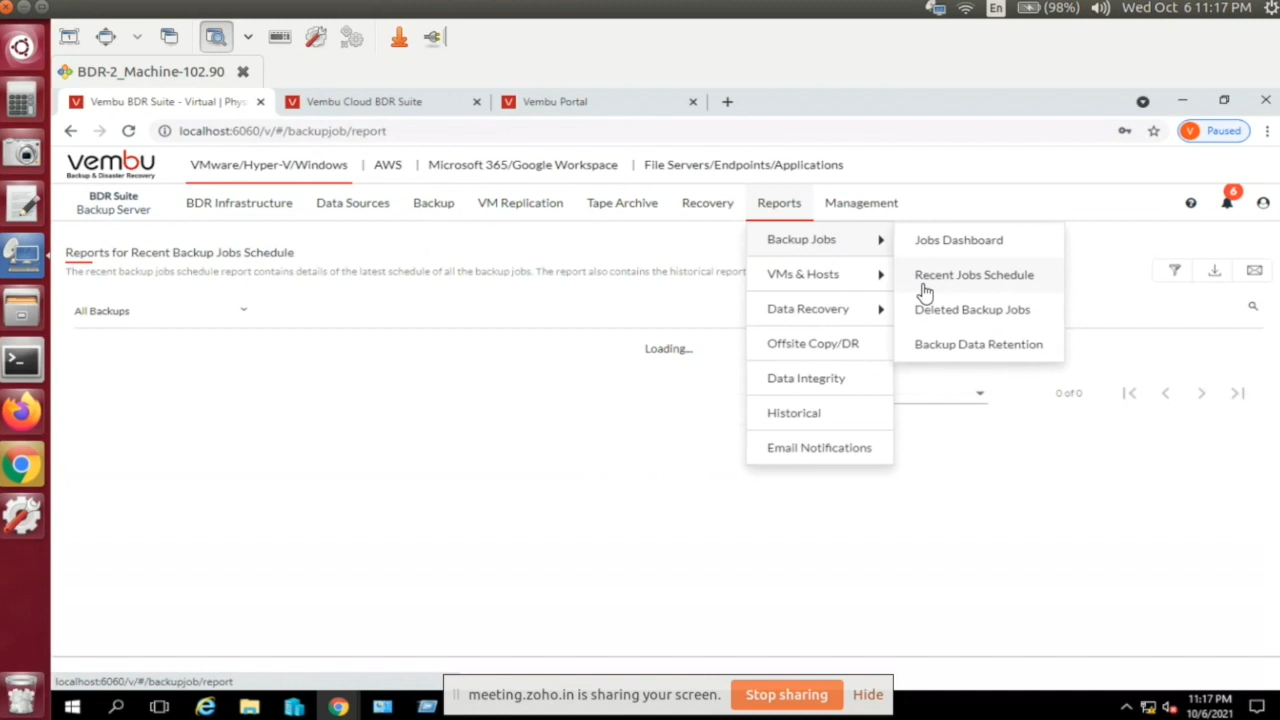 En (98%) Wed Oct 6 11:17 PM
BDR-2_Machine-102.90
Vembu BDR Suite - Virtual | Phys
Vembu Cloud BDR Suite
Vembu Portal
localhost:6060/v/#/backupjob/report
V Paused
vembu
Backup & Disaster Recovery
VMware/Hyper-V/Windows | AWS | Microsoft 365/Google Workspace | File Servers/Endpoints/Applications
BDR Suite
Backup Server
BDR Infrastructure Data Sources Backup VM Replication Tape Archive Recovery Reports Management
6
Reports for Recent Backup Jobs Schedule
The recent backup jobs schedule report contains details of the latest schedule of all the backup jobs. The report also contains the historical report
All Backups
Loading...
Backup Jobs
VMs & Hosts
Data Recovery
Offsite Copy/DR
Data Integrity
Historical
Email Notifications
Jobs Dashboard
Recent Jobs Schedule
Deleted Backup Jobs
Backup Data Retention
0 of 0
localhost:6060/v/#/backupjob/report
meeting.zoho.in is sharing your screen. Stop sharing Hide
11:17 PM
10/6/2021